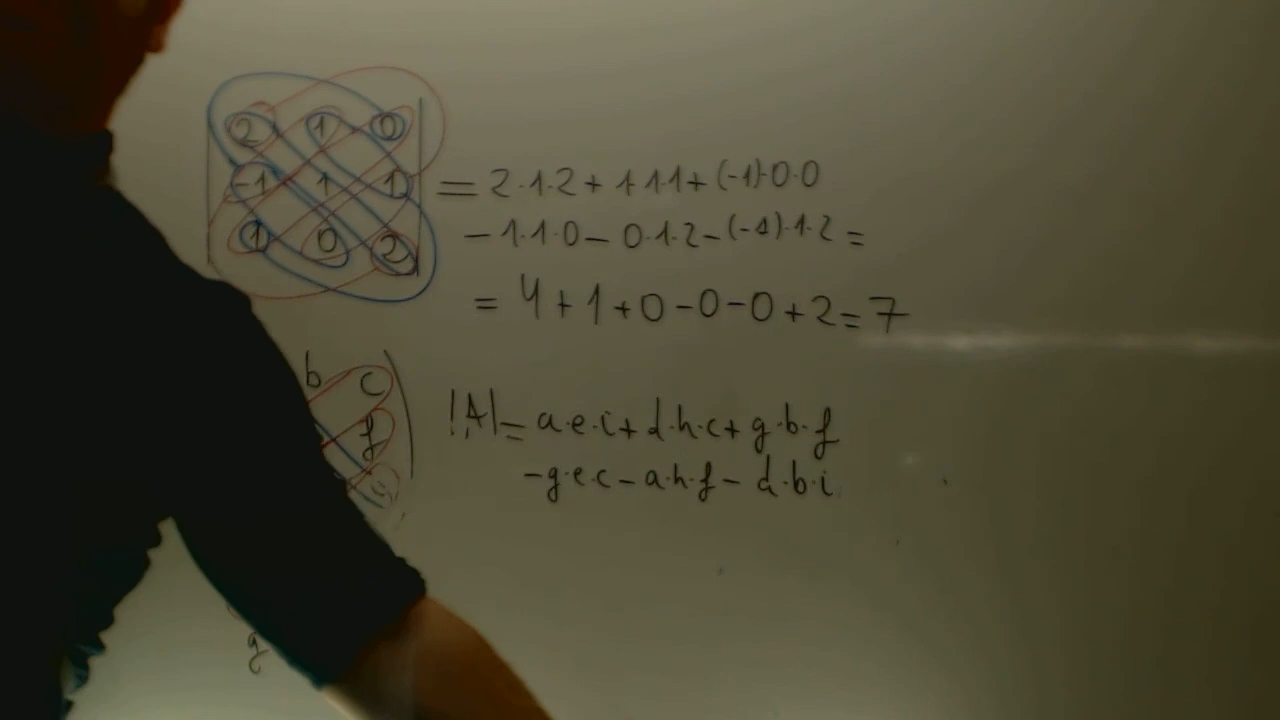 2 1 0
-1 1 1 = 2·1·2 + 1·1·1 + (-1)·0·0
1 0 2 - 1·1·0 - 0·1·2 - (-1)·1·2 =
= 4 + 1 + 0 - 0 - 0 + 2 = 7
b c
f |A| = a·e·i + d·h·c + g·b·f
i - g·e·c - a·h·f - d·b·i
g